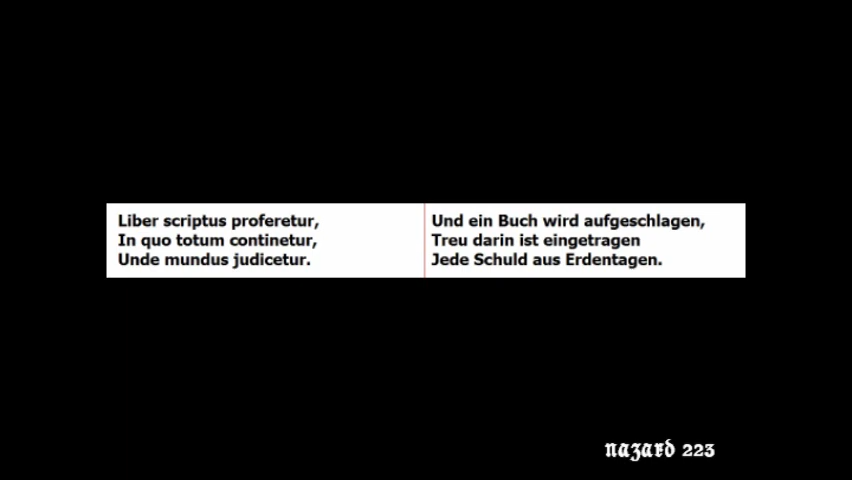 Liber scriptus proferetur,
In quo totum continetur,
Unde mundus judicetur.
Und ein Buch wird aufgeschlagen,
Treu darin ist eingetragen
Jede Schuld aus Erdentagen.
nazard 223